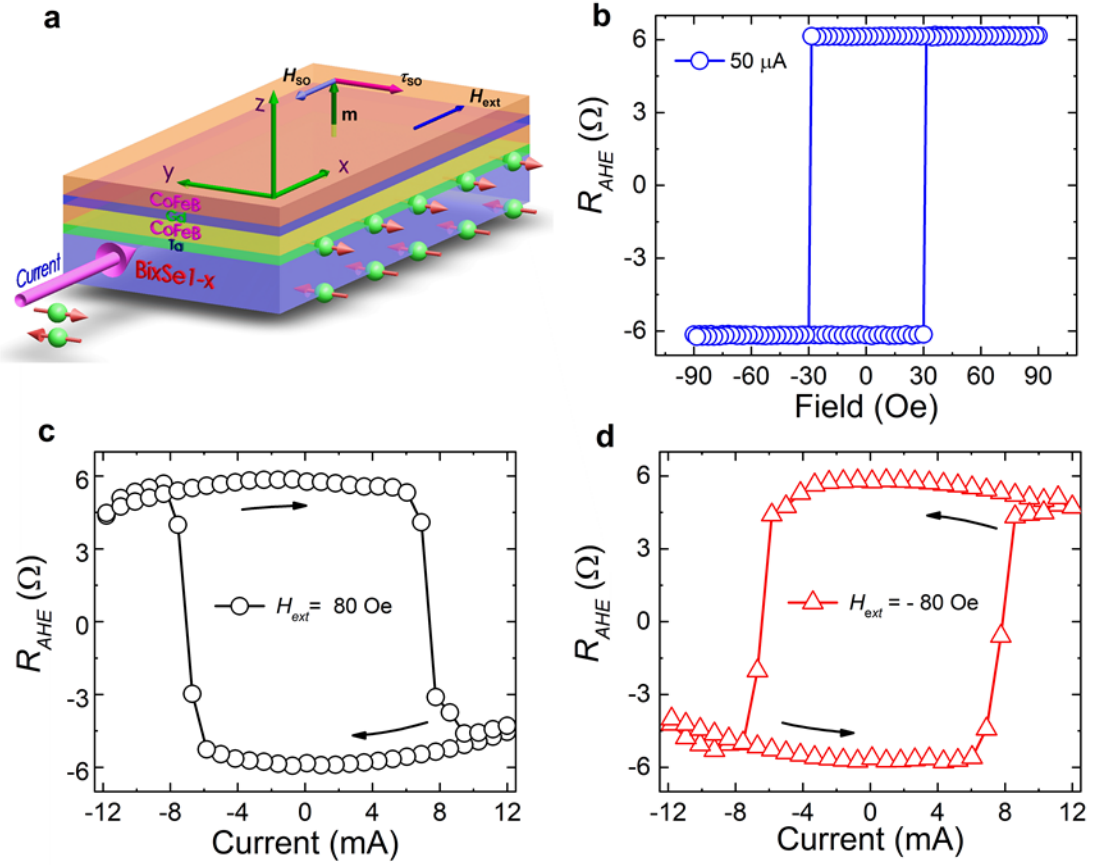 a
H_SO
τ_SO
H_ext
z
m
y
x
CoFeB
Gd
CoFeB
Ta
Current
BixSe1-x
b
6
3
0
-3
-6
R_AHE (Ω)
50 μA
-90 -60 -30 0 30 60 90
Field (Oe)
c
6
3
0
-3
-6
R_AHE (Ω)
H_ext = 80 Oe
-12 -8 -4 0 4 8 12
Current (mA)
d
6
3
0
-3
-6
R_AHE (Ω)
H_ext = - 80 Oe
-12 -8 -4 0 4 8 12
Current (mA)